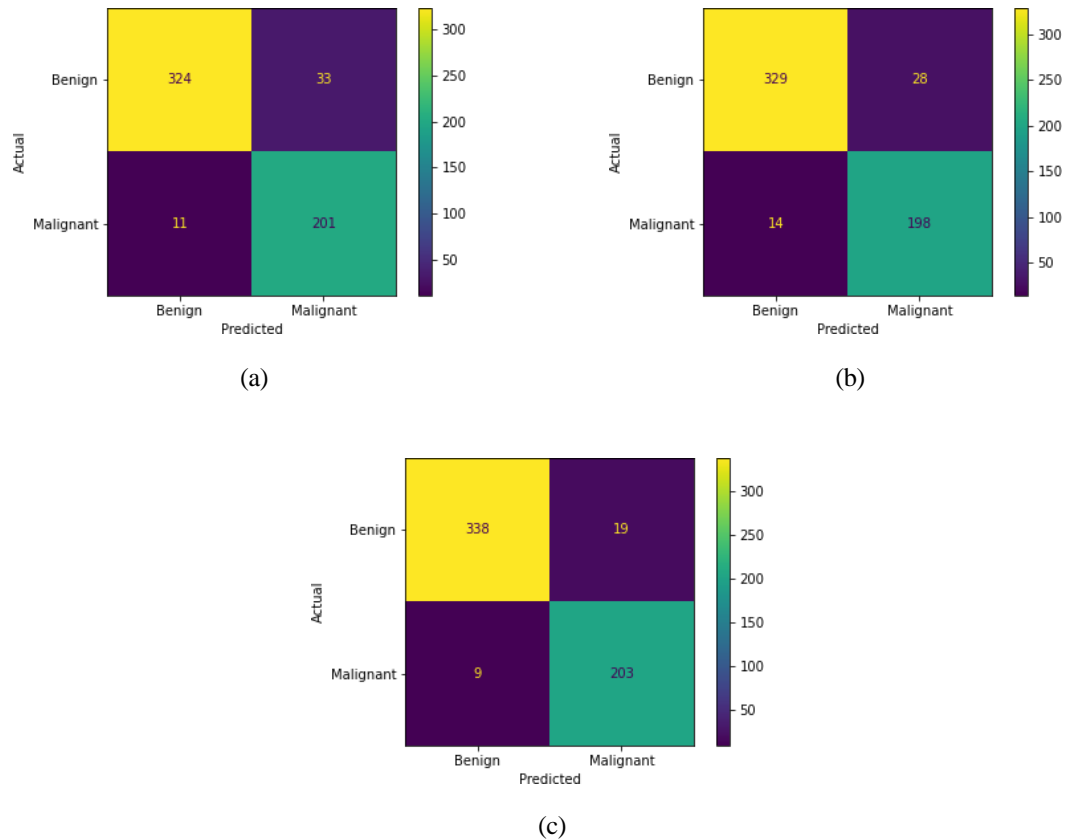 Benign
324
33
Actual
Malignant
11
201
Benign
Malignant
Predicted
300
250
200
150
100
50
(a)
Benign
329
28
Actual
Malignant
14
198
Benign
Malignant
Predicted
300
250
200
150
100
50
(b)
Benign
338
19
Actual
Malignant
9
203
Benign
Malignant
Predicted
300
250
200
150
100
50
(c)